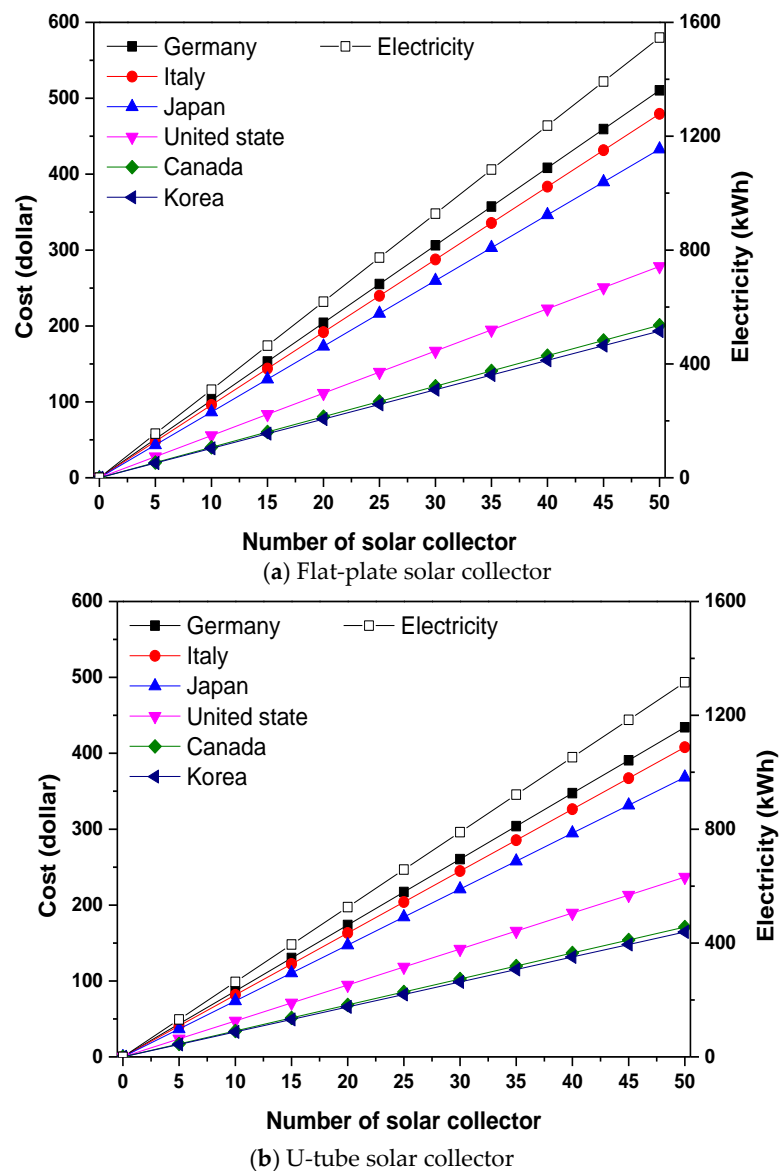 600
1600
Germany
Electricity
Italy
500
Japan
1200
United state
400
Canada
Korea
300
800
Cost (dollar)
Electricity (kWh)
200
400
100
0
0
0 5 10 15 20 25 30 35 40 45 50
Number of solar collector
(a) Flat-plate solar collector
600
1600
Germany
Electricity
Italy
500
Japan
1200
United state
400
Canada
Korea
300
800
Cost (dollar)
Electricity (kWh)
200
400
100
0
0
0 5 10 15 20 25 30 35 40 45 50
Number of solar collector
(b) U-tube solar collector